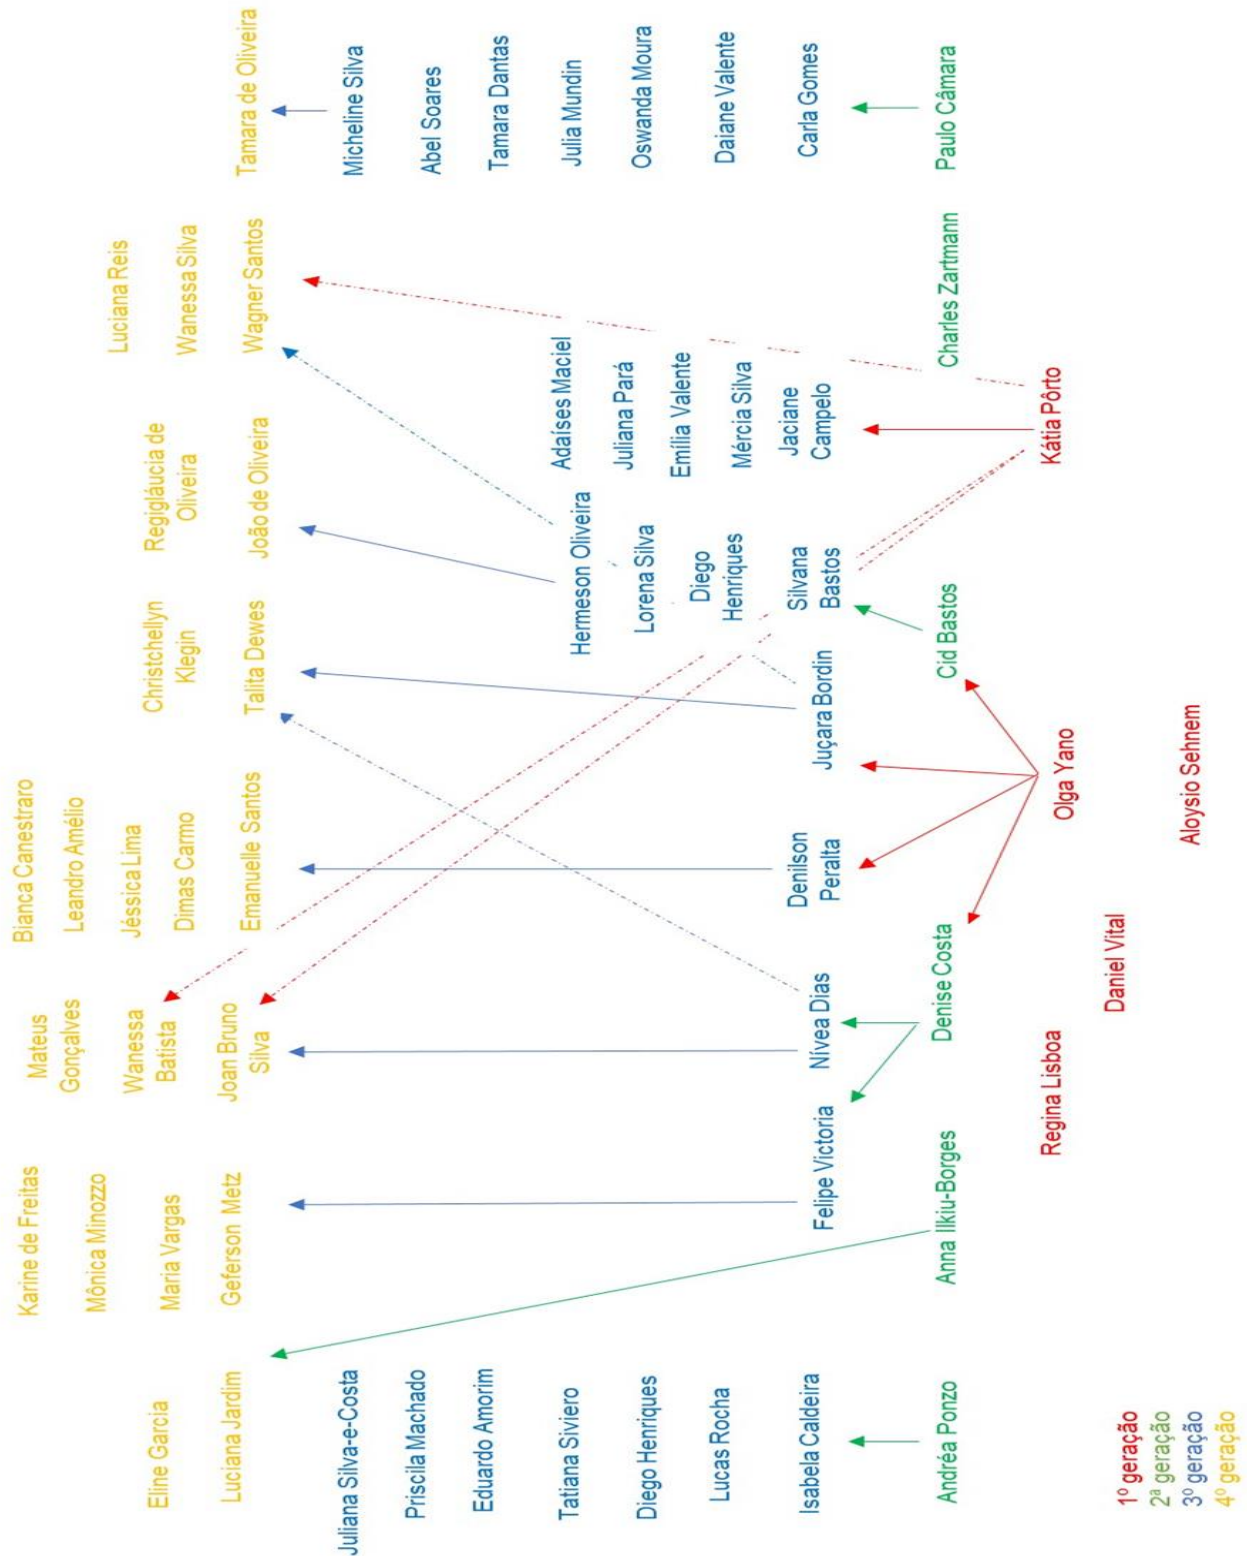 Eline Garcia
Luciana Jardim
Karine de Freitas
Mônica Minozzo
Maria Vargas
Geferson Metz
Mateus
Gonçalves
Wanessa
Batista
Joan Bruno
Silva
Bianca Canestraro
Leandro Amélio
Jéssica Lima
Dimas Carmo
Emanuelle Santos
Christchellyn
Klegin
Talita Dewes
Regigláucia de
Oliveira
João de Oliveira
Luciana Reis
Wanessa Silva
Wagner Santos
Tamara de Oliveira
Juliana Silva-e-Costa
Priscila Machado
Eduardo Amorim
Tatiana Siviero
Diego Henriques
Lucas Rocha
Isabela Caldeira
Felipe Victoria
Nívea Dias
Denilson
Peralta
Juçara Bordin
Hermeson Oliveira
Lorena Silva
Diego
Henriques
Silvana
Bastos
Adaíses Maciel
Juliana Pará
Emília Valente
Mércia Silva
Jaciane
Campelo
Micheline Silva
Abel Soares
Tamara Dantas
Julia Mundin
Oswanda Moura
Daiane Valente
Carla Gomes
Andréa Ponzo
Anna Ilkiu-Borges
Denise Costa
Cid Bastos
Charles Zartmann
Paulo Câmara
Regina Lisboa
Daniel Vital
Olga Yano
Aloysio Sehnem
Kátia Pôrto
1º geração
2ª geração
3º geração
4º geração